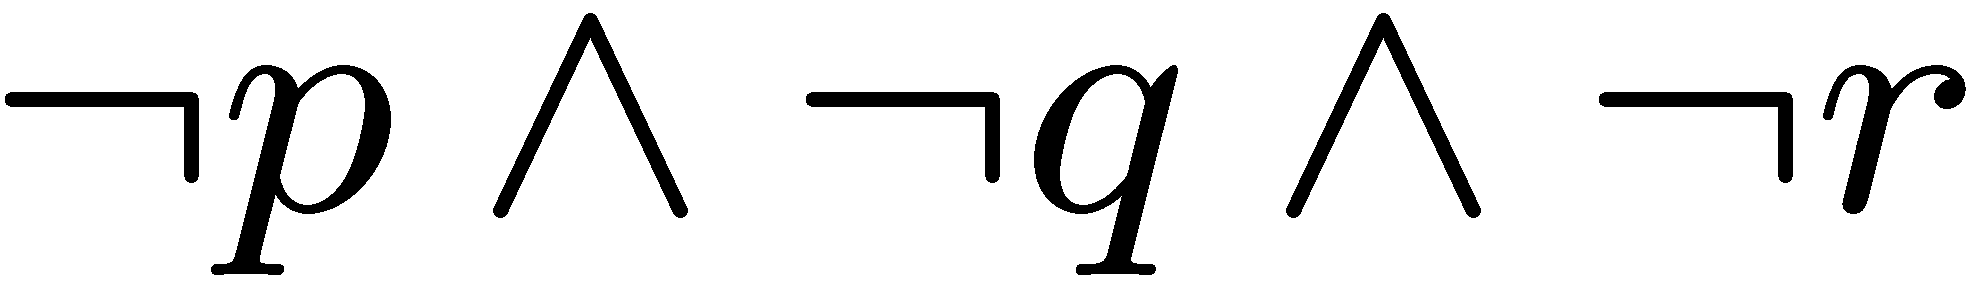 ¬p ∧ ¬q ∧ ¬r